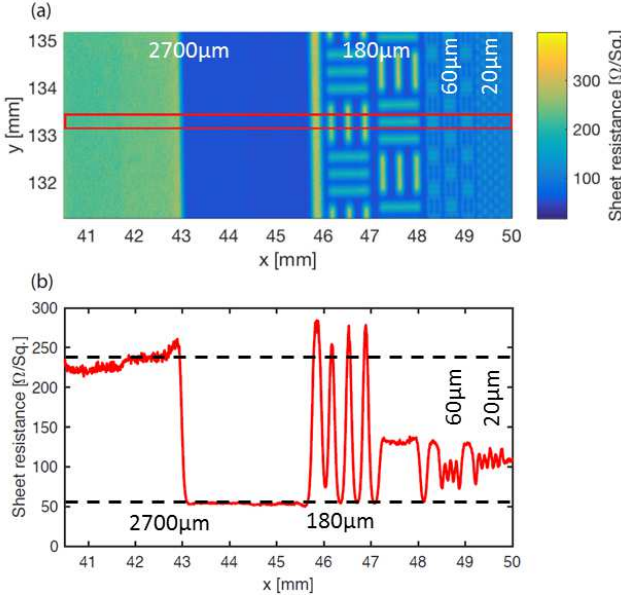 (a)
2700µm
180µm
60µm
20µm
135
134
133
132
y [mm]
41 42 43 44 45 46 47 48 49 50
x [mm]
300
200
100
Sheet resistance [Ω/Sq.]
(b)
300
250
200
150
100
50
0
Sheet resistance [Ω/Sq.]
60µm
20µm
2700µm
180µm
41 42 43 44 45 46 47 48 49 50
x [mm]